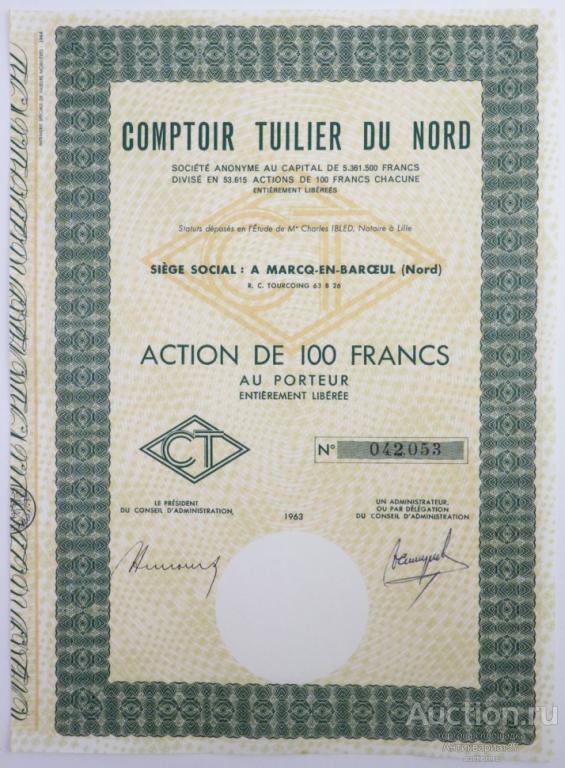 COMPTOIR TUILIER DU NORD
SOCIÉTÉ ANONYME AU CAPITAL DE 5.361.500 FRANCS
DIVISÉ EN 53.615 ACTIONS DE 100 FRANCS CHACUNE
ENTIÈREMENT LIBÉRÉES
Statuts déposés en l'Étude de Me Charles IBLED, Notaire à Lille
SIÈGE SOCIAL : A MARCQ-EN-BARŒUL (Nord)
R. C. TOURCOING 63 B 26
ACTION DE 100 FRANCS
AU PORTEUR
ENTIÈREMENT LIBÉRÉE
CT
No 042.053
LE PRÉSIDENT
DU CONSEIL D'ADMINISTRATION,
1963
UN ADMINISTRATEUR,
OU PAR DÉLÉGATION
DU CONSEIL D'ADMINISTRATION
Auction.ru